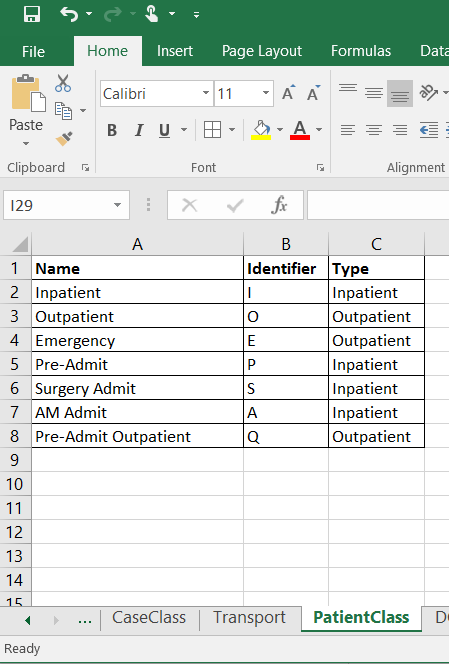 File Home Insert Page Layout Formulas Data
Calibri 11 A A
Paste B I U A
Clipboard Font Alignment
I29 fx
A B C
1 Name Identifier Type
2 Inpatient I Inpatient
3 Outpatient O Outpatient
4 Emergency E Outpatient
5 Pre-Admit P Inpatient
6 Surgery Admit S Inpatient
7 AM Admit A Inpatient
8 Pre-Admit Outpatient Q Outpatient
9
10
11
12
13
14
15
... CaseClass Transport PatientClass D
Ready